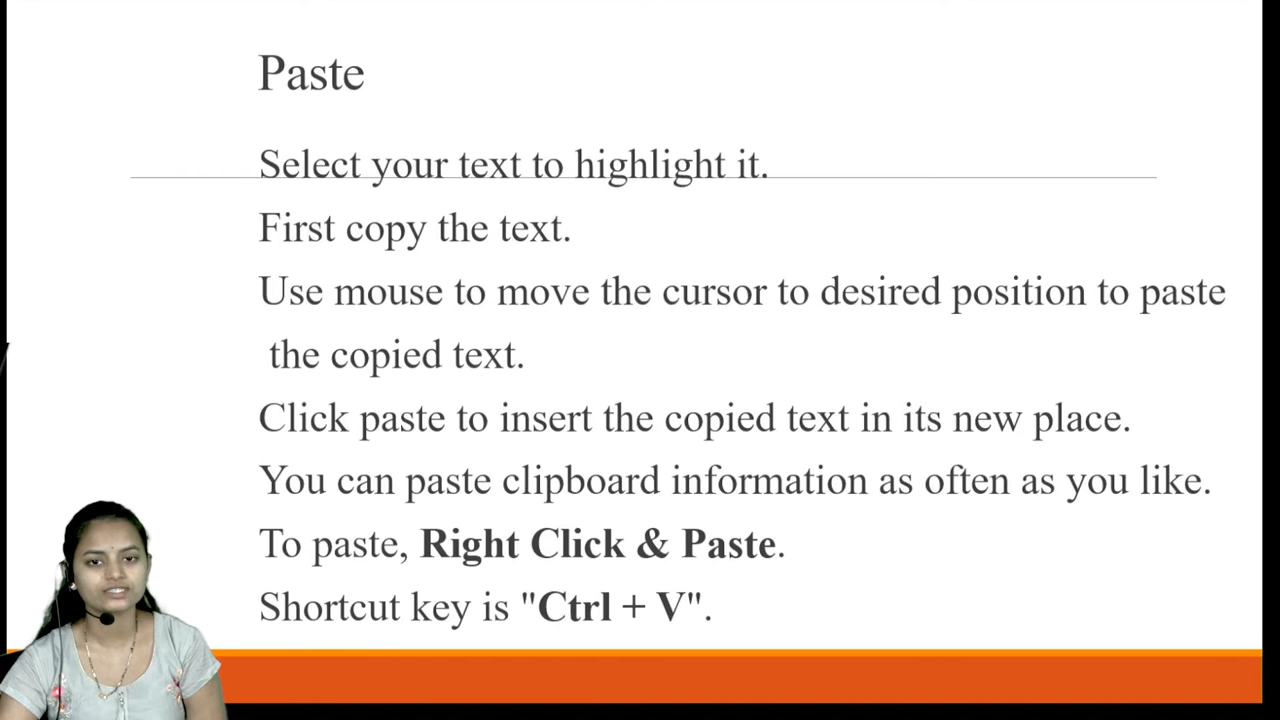 Paste
Select your text to highlight it.
First copy the text.
Use mouse to move the cursor to desired position to paste
the copied text.
Click paste to insert the copied text in its new place.
You can paste clipboard information as often as you like.
To paste, Right Click & Paste.
Shortcut key is "Ctrl + V".